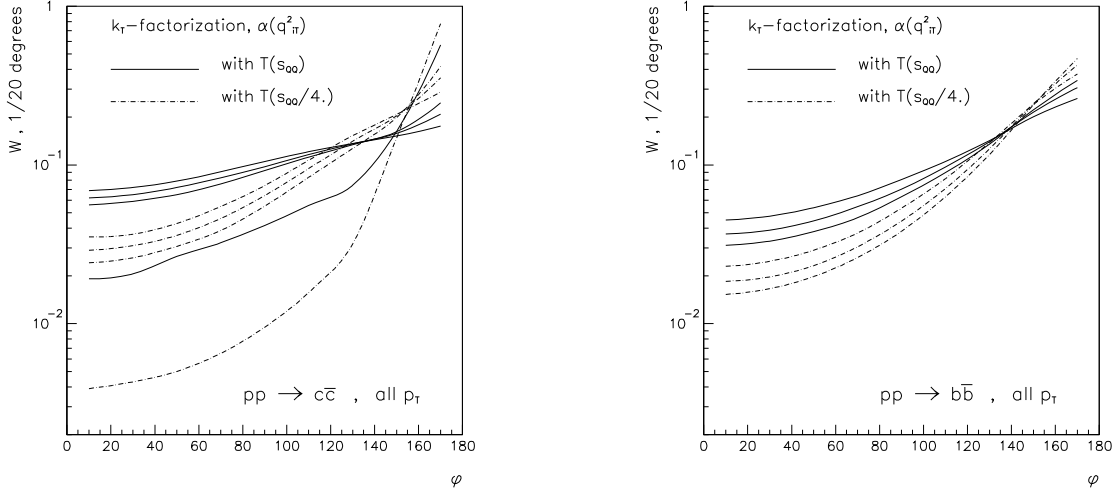 W , 1/20 degrees
k_T-factorization, α(q²_iT)
with T(s_QQ)
with T(s_QQ/4.)
pp → cc̅ , all p_T
1
10⁻¹
10⁻²
0 20 40 60 80 100 120 140 160 180
φ
W , 1/20 degrees
k_T-factorization, α(q²_iT)
with T(s_QQ)
with T(s_QQ/4.)
pp → bb̅ , all p_T
1
10⁻¹
10⁻²
0 20 40 60 80 100 120 140 160 180
φ